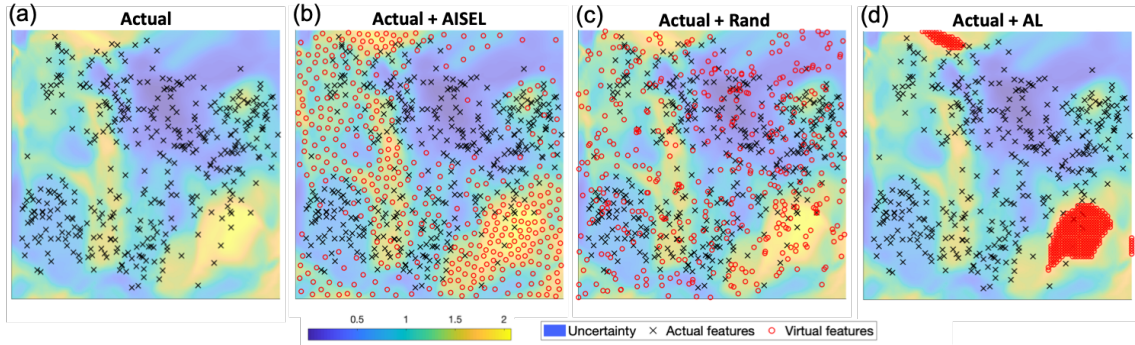 (a) Actual
(b) Actual + AISEL
(c) Actual + Rand
(d) Actual + AL
0.5 1 1.5 2
Uncertainty Actual features Virtual features